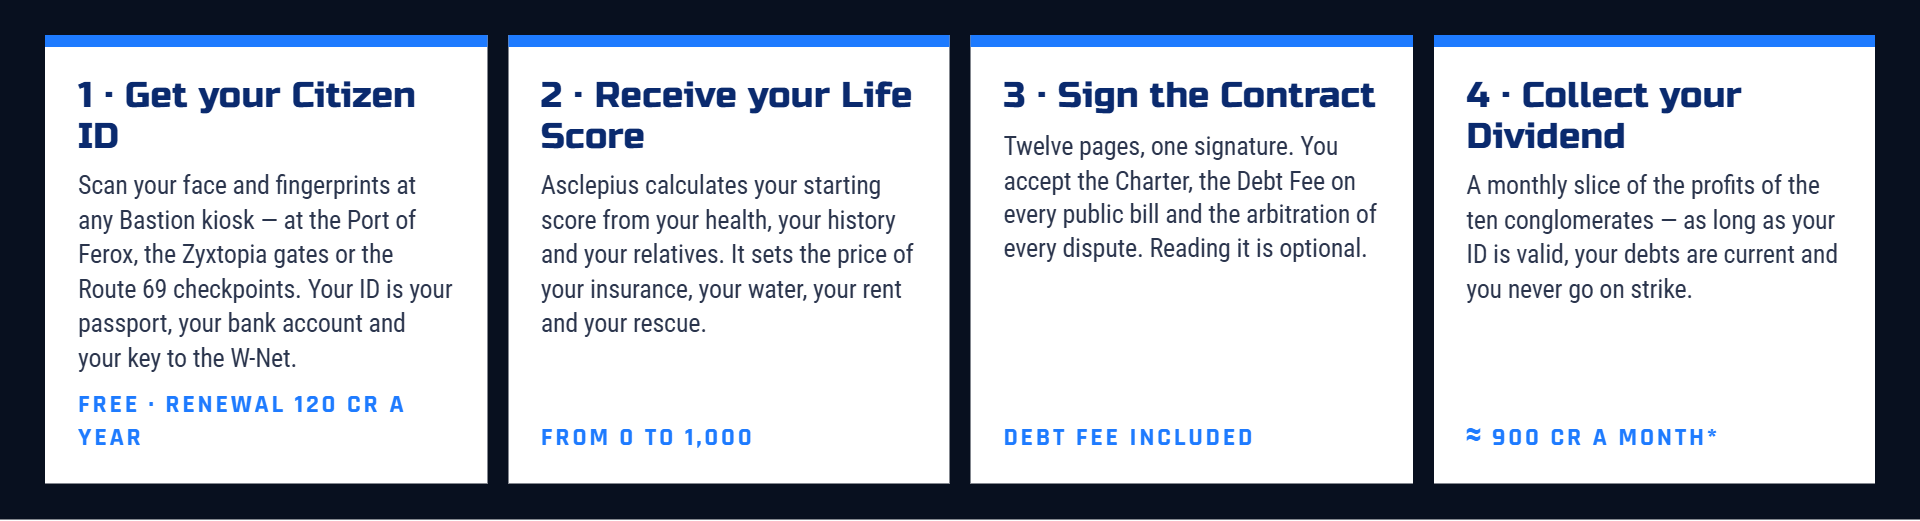 1 · Get your Citizen
ID
Scan your face and fingerprints at
any Bastion kiosk — at the Port of
Ferox, the Zyxtopia gates or the
Route 69 checkpoints. Your ID is your
passport, your bank account and
your key to the W-Net.
FREE · RENEWAL 120 CR A
YEAR
2 · Receive your Life
Score
Asclepius calculates your starting
score from your health, your history
and your relatives. It sets the price of
your insurance, your water, your rent
and your rescue.
FROM 0 TO 1,000
3 · Sign the Contract
Twelve pages, one signature. You
accept the Charter, the Debt Fee on
every public bill and the arbitration of
every dispute. Reading it is optional.
DEBT FEE INCLUDED
4 · Collect your
Dividend
A monthly slice of the profits of the
ten conglomerates — as long as your
ID is valid, your debts are current and
you never go on strike.
≈ 900 CR A MONTH*